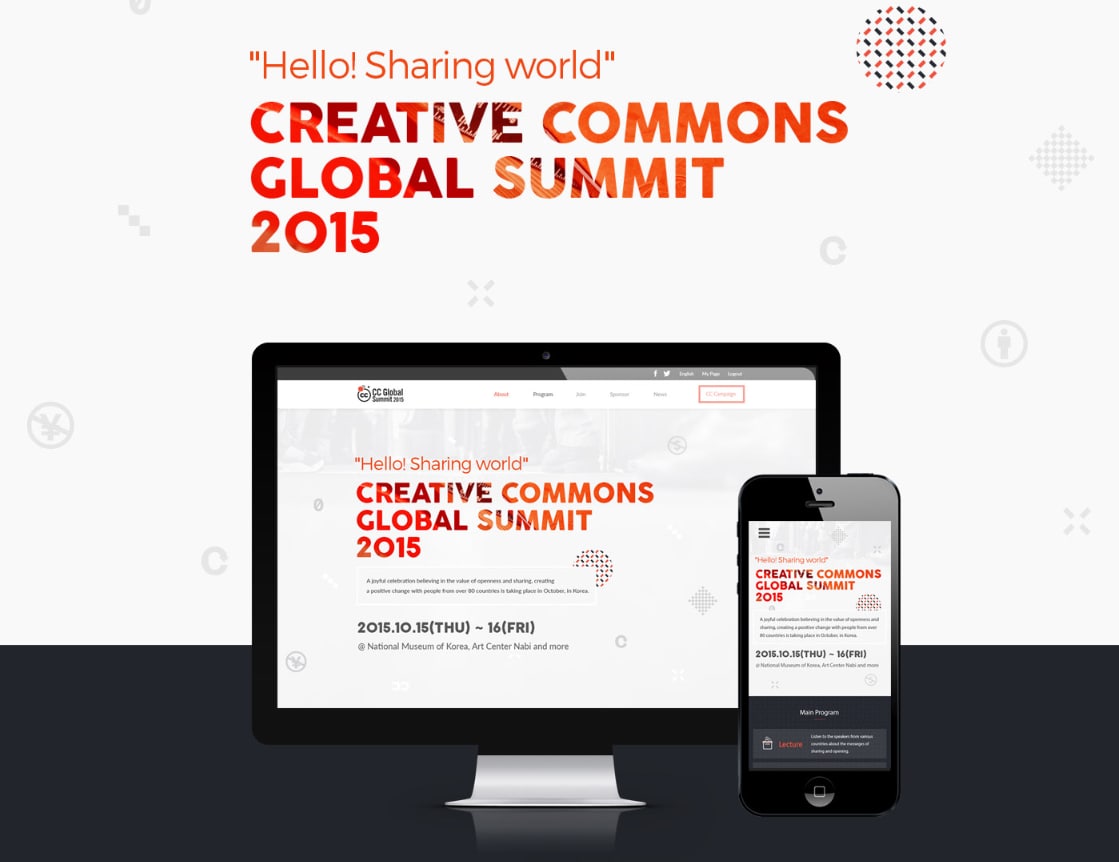 "Hello! Sharing world"
CREATIVE COMMONS
GLOBAL SUMMIT
2015
English My Page Logout
CC Global
Summit 2015
About Program Join Sponsor News CC Campaign
"Hello! Sharing world"
CREATIVE COMMONS
GLOBAL SUMMIT
2015
A joyful celebration believing in the value of openness and sharing, creating
a positive change with people from over 80 countries is taking place in October, in Korea.
2015.10.15(THU) ~ 16(FRI)
@ National Museum of Korea, Art Center Nabi and more
"Hello! Sharing world"
CREATIVE COMMONS
GLOBAL SUMMIT
2015
A joyful celebration believing in the value of openness and
sharing, creating a positive change with people from over
80 countries is taking place in October, in Korea.
2015.10.15(THU) ~ 16(FRI)
@ National Museum of Korea, Art Center Nabi and more
Main Program
Lecture
Listen to the speakers from various
countries about the messages of
sharing and opening.